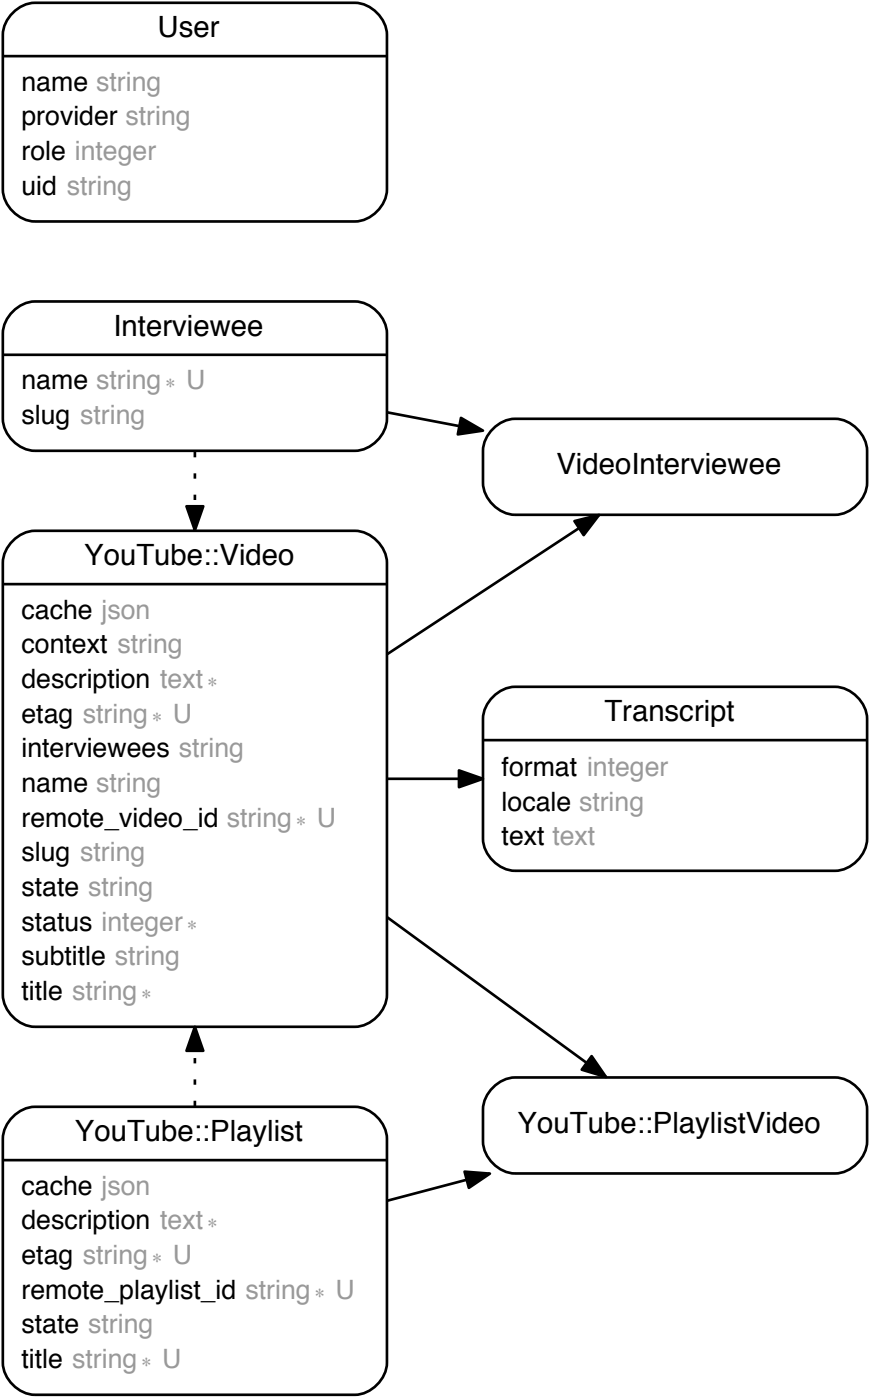 User
name string
provider string
role integer
uid string
Interviewee
name string* U
slug string
VideoInterviewee
YouTube::Video
cache json
context string
description text*
etag string* U
interviewees string
name string
remote_video_id string* U
slug string
state string
status integer*
subtitle string
title string*
Transcript
format integer
locale string
text text
YouTube::PlaylistVideo
YouTube::Playlist
cache json
description text*
etag string* U
remote_playlist_id string* U
state string
title string* U